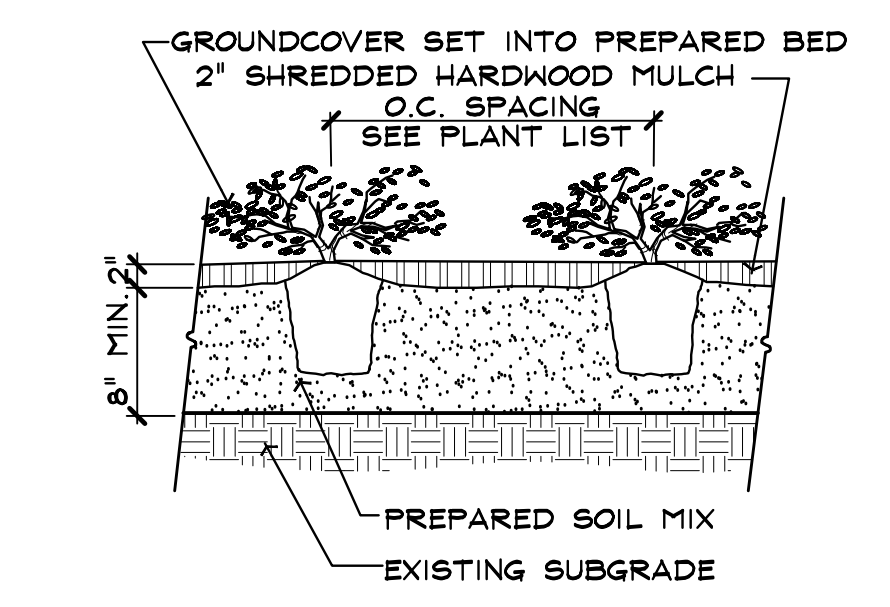 GROUNDCOVER SET INTO PREPARED BED
2" SHREDDED HARDWOOD MULCH
O.C. SPACING
SEE PLANT LIST
2"
8" MIN.
PREPARED SOIL MIX
EXISTING SUBGRADE